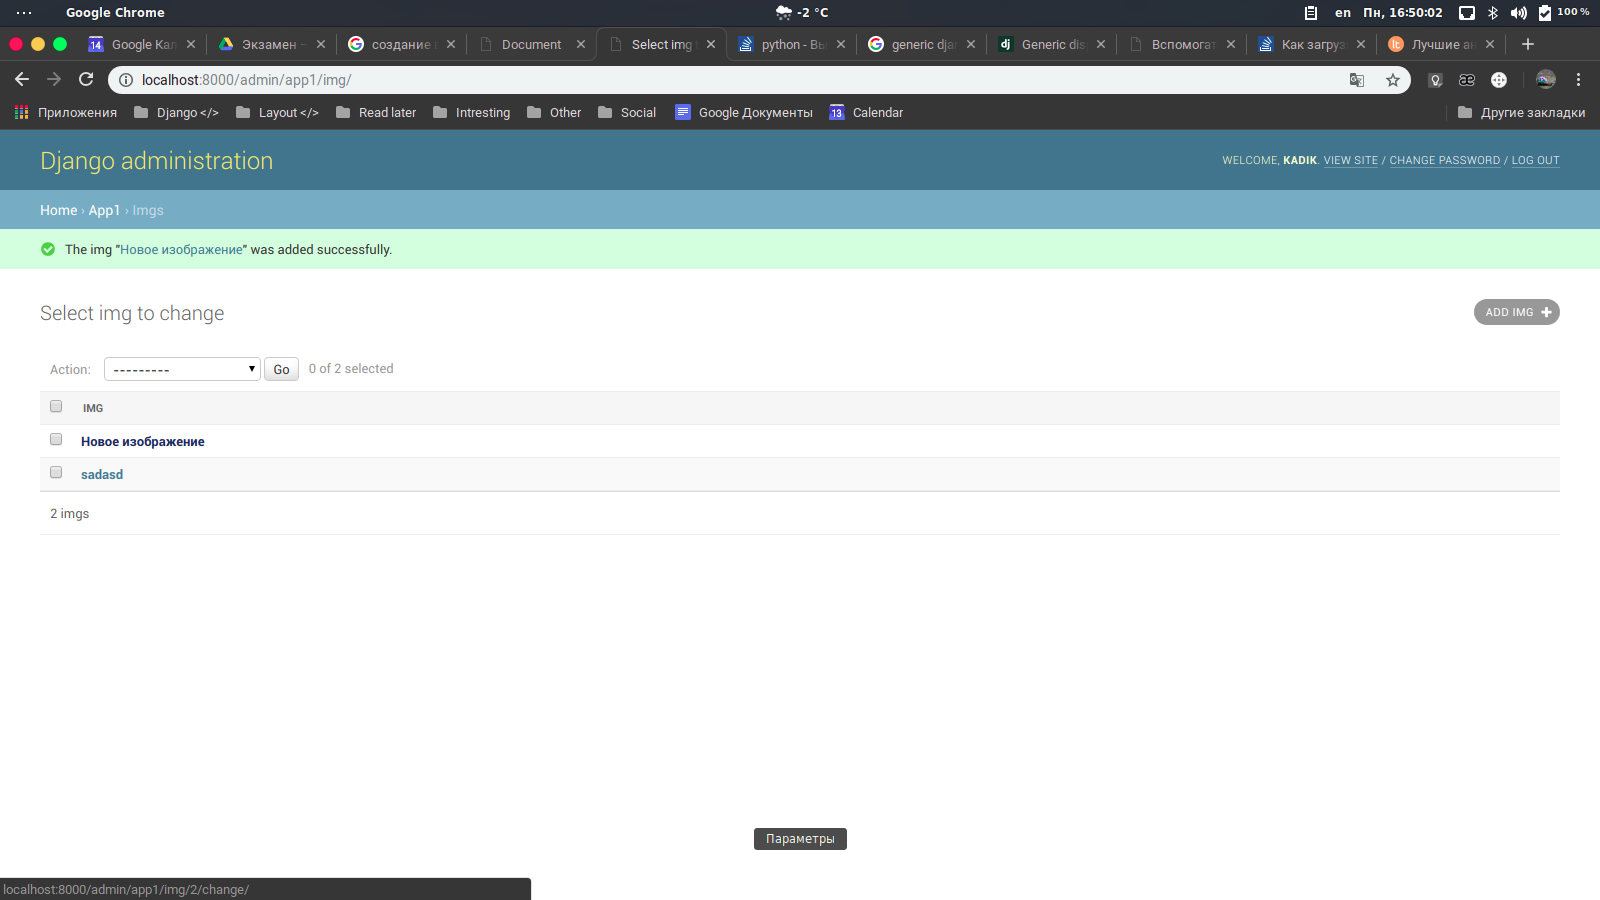 Google Chrome
-2 °C
en Пн, 16:50:02 100 %
14 Google Кал
Экзамен –
создание
Document
Select img
python - Вы
generic dja
dj Generic dis
Вспомогат
Как загруз
lt Лучшие ан
localhost:8000/admin/app1/img/
Приложения Django </> Layout </> Read later Intresting Other Social Google Документы 13 Calendar Другие закладки
Django administration
WELCOME, KADIK. VIEW SITE / CHANGE PASSWORD / LOG OUT
Home › App1 › Imgs
The img "Новое изображение" was added successfully.
Select img to change
ADD IMG
Action: --------- Go 0 of 2 selected
IMG
Новое изображение
sadasd
2 imgs
Параметры
localhost:8000/admin/app1/img/2/change/